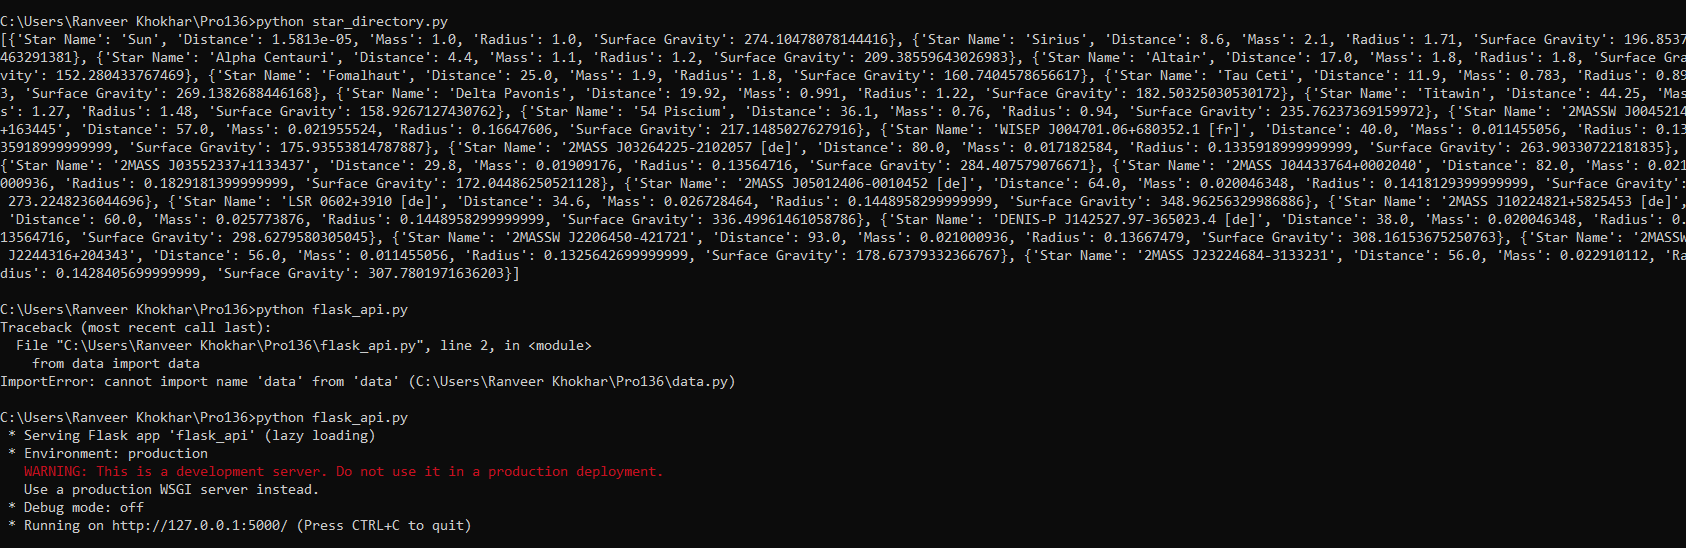 C:\Users\Ranveer Khokhar\Pro136>python star_directory.py
[{'Star Name': 'Sun', 'Distance': 1.5813e-05, 'Mass': 1.0, 'Radius': 1.0, 'Surface Gravity': 274.10478078144416}, {'Star Name': 'Sirius', 'Distance': 8.6, 'Mass': 2.1, 'Radius': 1.71, 'Surface Gravity': 196.8537
463291381}, {'Star Name': 'Alpha Centauri', 'Distance': 4.4, 'Mass': 1.1, 'Radius': 1.2, 'Surface Gravity': 209.38559643026983}, {'Star Name': 'Altair', 'Distance': 17.0, 'Mass': 1.8, 'Radius': 1.8, 'Surface Gra
vity': 152.280433767469}, {'Star Name': 'Fomalhaut', 'Distance': 25.0, 'Mass': 1.9, 'Radius': 1.8, 'Surface Gravity': 160.7404578656617}, {'Star Name': 'Tau Ceti', 'Distance': 11.9, 'Mass': 0.783, 'Radius': 0.89
3, 'Surface Gravity': 269.1382688446168}, {'Star Name': 'Delta Pavonis', 'Distance': 19.92, 'Mass': 0.991, 'Radius': 1.22, 'Surface Gravity': 182.50325030530172}, {'Star Name': 'Titawin', 'Distance': 44.25, 'Mas
s': 1.27, 'Radius': 1.48, 'Surface Gravity': 158.9267127430762}, {'Star Name': '54 Piscium', 'Distance': 36.1, 'Mass': 0.76, 'Radius': 0.94, 'Surface Gravity': 235.76237369159972}, {'Star Name': '2MASSW J0045214
+163445', 'Distance': 57.0, 'Mass': 0.021955524, 'Radius': 0.16647606, 'Surface Gravity': 217.1485027627916}, {'Star Name': 'WISEP J004701.06+680352.1 [fr]', 'Distance': 40.0, 'Mass': 0.011455056, 'Radius': 0.13
35918999999999, 'Surface Gravity': 175.93553814787887}, {'Star Name': '2MASS J03264225-2102057 [de]', 'Distance': 80.0, 'Mass': 0.017182584, 'Radius': 0.1335918999999999, 'Surface Gravity': 263.90330722181835},
{'Star Name': '2MASS J03552337+1133437', 'Distance': 29.8, 'Mass': 0.01909176, 'Radius': 0.13564716, 'Surface Gravity': 284.407579076671}, {'Star Name': '2MASS J04433764+0002040', 'Distance': 82.0, 'Mass': 0.021
000936, 'Radius': 0.1829181399999999, 'Surface Gravity': 172.04486250521128}, {'Star Name': '2MASS J05012406-0010452 [de]', 'Distance': 64.0, 'Mass': 0.020046348, 'Radius': 0.1418129399999999, 'Surface Gravity':
273.2248236044696}, {'Star Name': 'LSR 0602+3910 [de]', 'Distance': 34.6, 'Mass': 0.026728464, 'Radius': 0.1448958299999999, 'Surface Gravity': 348.96256329986886}, {'Star Name': '2MASS J10224821+5825453 [de]',
'Distance': 60.0, 'Mass': 0.025773876, 'Radius': 0.1448958299999999, 'Surface Gravity': 336.49961461058786}, {'Star Name': 'DENIS-P J142527.97-365023.4 [de]', 'Distance': 38.0, 'Mass': 0.020046348, 'Radius': 0.
13564716, 'Surface Gravity': 298.6279580305045}, {'Star Name': '2MASSW J2206450-421721', 'Distance': 93.0, 'Mass': 0.021000936, 'Radius': 0.13667479, 'Surface Gravity': 308.16153675250763}, {'Star Name': '2MASSW
J2244316+204343', 'Distance': 56.0, 'Mass': 0.011455056, 'Radius': 0.1325642699999999, 'Surface Gravity': 178.67379332366767}, {'Star Name': '2MASS J23224684-3133231', 'Distance': 56.0, 'Mass': 0.022910112, 'Ra
dius': 0.1428405699999999, 'Surface Gravity': 307.7801971636203}]
C:\Users\Ranveer Khokhar\Pro136>python flask_api.py
Traceback (most recent call last):
File "C:\Users\Ranveer Khokhar\Pro136\flask_api.py", line 2, in <module>
from data import data
ImportError: cannot import name 'data' from 'data' (C:\Users\Ranveer Khokhar\Pro136\data.py)
C:\Users\Ranveer Khokhar\Pro136>python flask_api.py
* Serving Flask app 'flask_api' (lazy loading)
* Environment: production
WARNING: This is a development server. Do not use it in a production deployment.
Use a production WSGI server instead.
* Debug mode: off
* Running on http://127.0.0.1:5000/ (Press CTRL+C to quit)